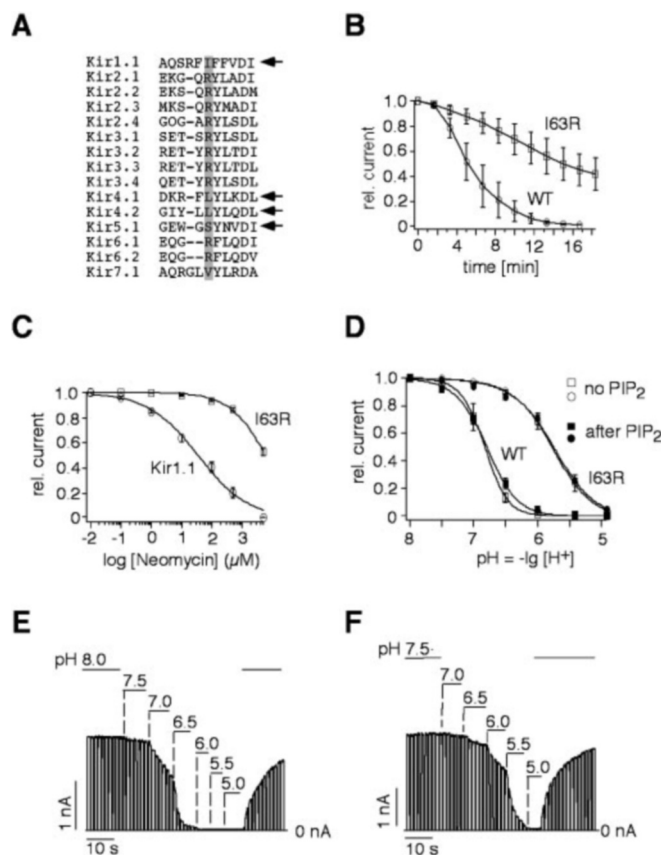 A
Kir1.1 AQSRFIFFVDI
Kir2.1 EKG-QRYLADI
Kir2.2 EKS-QRYLADM
Kir2.3 MKS-QRYMADI
Kir2.4 GOG-ARYLSDL
Kir3.1 SET-SRYLSDL
Kir3.2 RET-YRYLTDI
Kir3.3 RET-YRYLTDI
Kir3.4 QET-YRYLSDL
Kir4.1 DKR-FLYLKDL
Kir4.2 GIY-LLYLQDL
Kir5.1 GEWGSYNVDI
Kir6.1 EQG--RFLQDI
Kir6.2 EQG--RFLQDV
Kir7.1 AQRGLVYLRDA
B
rel. current
1.0
0.8
0.6
0.4
0.2
0
I63R
WT
0 4 8 12 16
time [min]
C
rel. current
1.0
0.8
0.6
0.4
0.2
0
I63R
Kir1.1
-2 -1 0 1 2 3
log [Neomycin] (µM)
D
rel. current
1.0
0.8
0.6
0.4
0.2
0
WT
I63R
no PIP2
after PIP2
8 7 6 5
pH = -lg [H+]
E
pH 8.0
7.5
7.0
6.5
6.0
5.5
5.0
1 nA
0 nA
10 s
F
pH 7.5
7.0
6.5
6.0
5.5
5.0
1 nA
0 nA
10 s